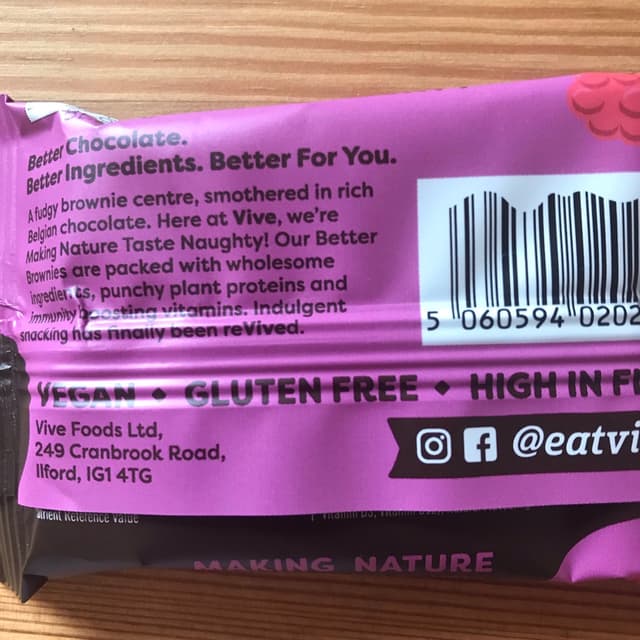 Better Chocolate.
Better Ingredients. Better For You.
A fudgy brownie centre, smothered in rich
Belgian chocolate. Here at Vive, we're
Making Nature Taste Naughty! Our Better
Brownies are packed with wholesome
ingredients, punchy plant proteins and
immunity boosting vitamins. Indulgent
snacking has finally been reVived.
5 060594 0202
VEGAN ◆ GLUTEN FREE ◆ HIGH IN
Vive Foods Ltd,
249 Cranbrook Road,
Ilford, IG1 4TG
@eatvi
Reference Value
MAKING NATURE